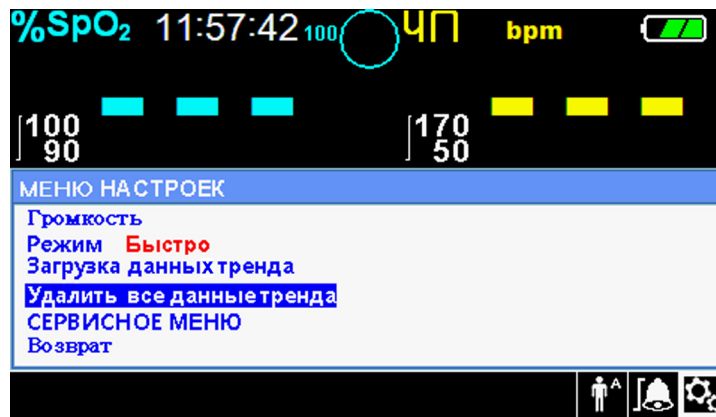 %SpO₂ 11:57:42 100 ЧП bpm
--- ---
100 170
90 50
МЕНЮ НАСТРОЕК
Громкость
Режим Быстро
Загрузка данных тренда
Удалить все данные тренда
СЕРВИСНОЕ МЕНЮ
Возврат
A